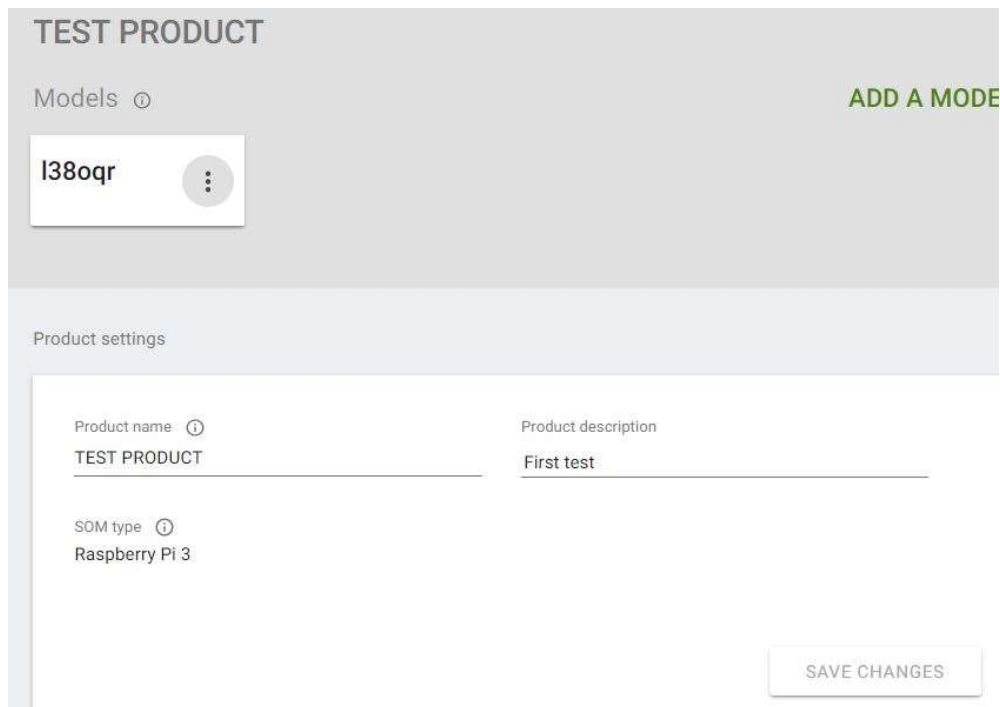 TEST PRODUCT
Models
ADD A MODE
l38oqr
Product settings
Product name
Product description
TEST PRODUCT
First test
SOM type
Raspberry Pi 3
SAVE CHANGES